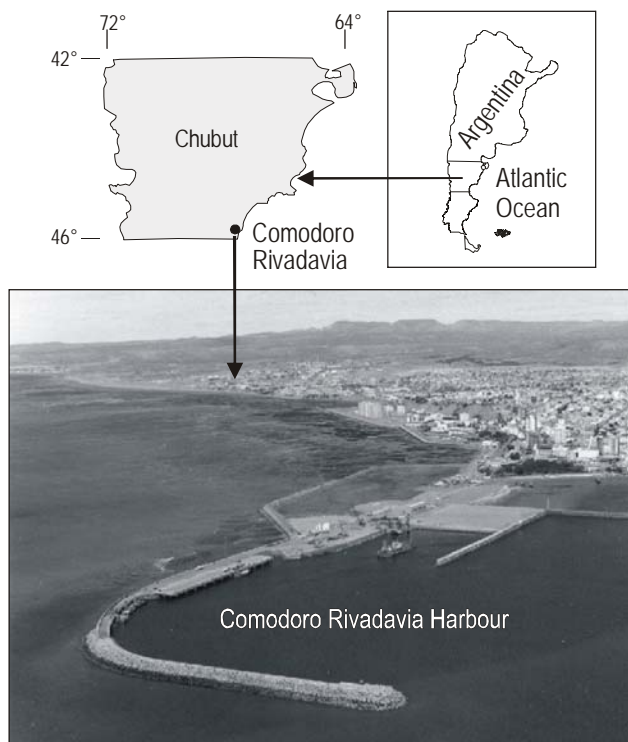 72°
64°
42°
Chubut
46°
Comodoro
Rivadavia
Argentina
Atlantic
Ocean
Comodoro Rivadavia Harbour